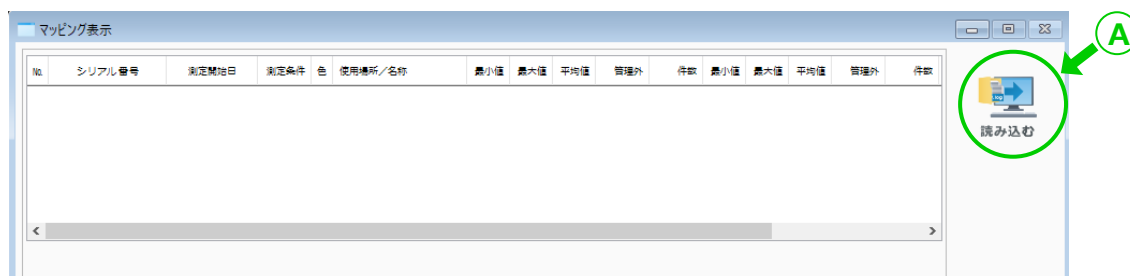 マッピング表示
A
No. シリアル番号 測定開始日 測定条件 色 使用場所／名称 最小値 最大値 平均値 管理外 件数 最小値 最大値 平均値 管理外 件数
.log
読み込む